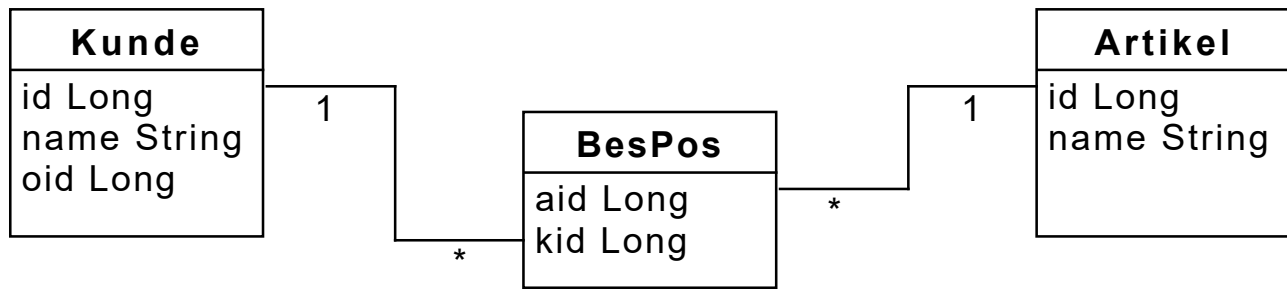 Kunde
id Long
name String
oid Long
1
*
BesPos
aid Long
kid Long
*
1
Artikel
id Long
name String